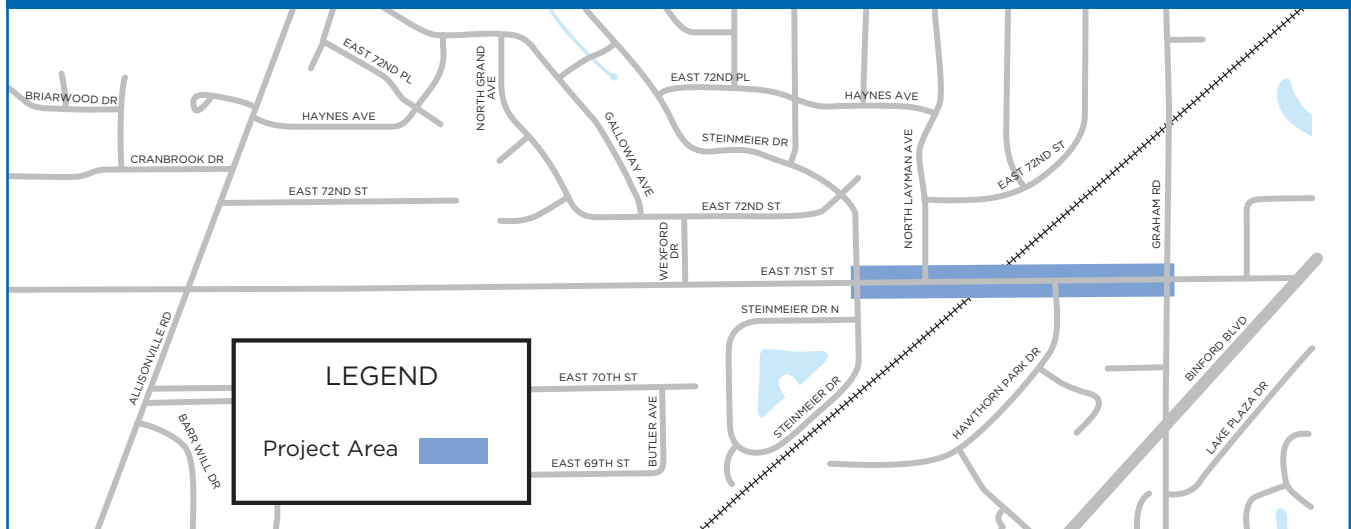 EAST 72ND PL
NORTH GRAND
AVE
EAST 72ND PL
BRIARWOOD DR
HAYNES AVE
HAYNES AVE
GALLOWAY AVE
STEINMEIER DR
NORTH LAYMAN AVE
CRANBROOK DR
EAST 72ND ST
EAST 72ND ST
EAST 72ND ST
GRAHAM RD
WEXFORD
DR
EAST 71ST ST
STEINMEIER DR N
ALLISONVILLE RD
BINFORD BLVD
LEGEND
Project Area
EAST 70TH ST
STEINMEIER DR
HAWTHORN PARK DR
LAKE PLAZA DR
BARR WILL DR
BUTLER AVE
EAST 69TH ST